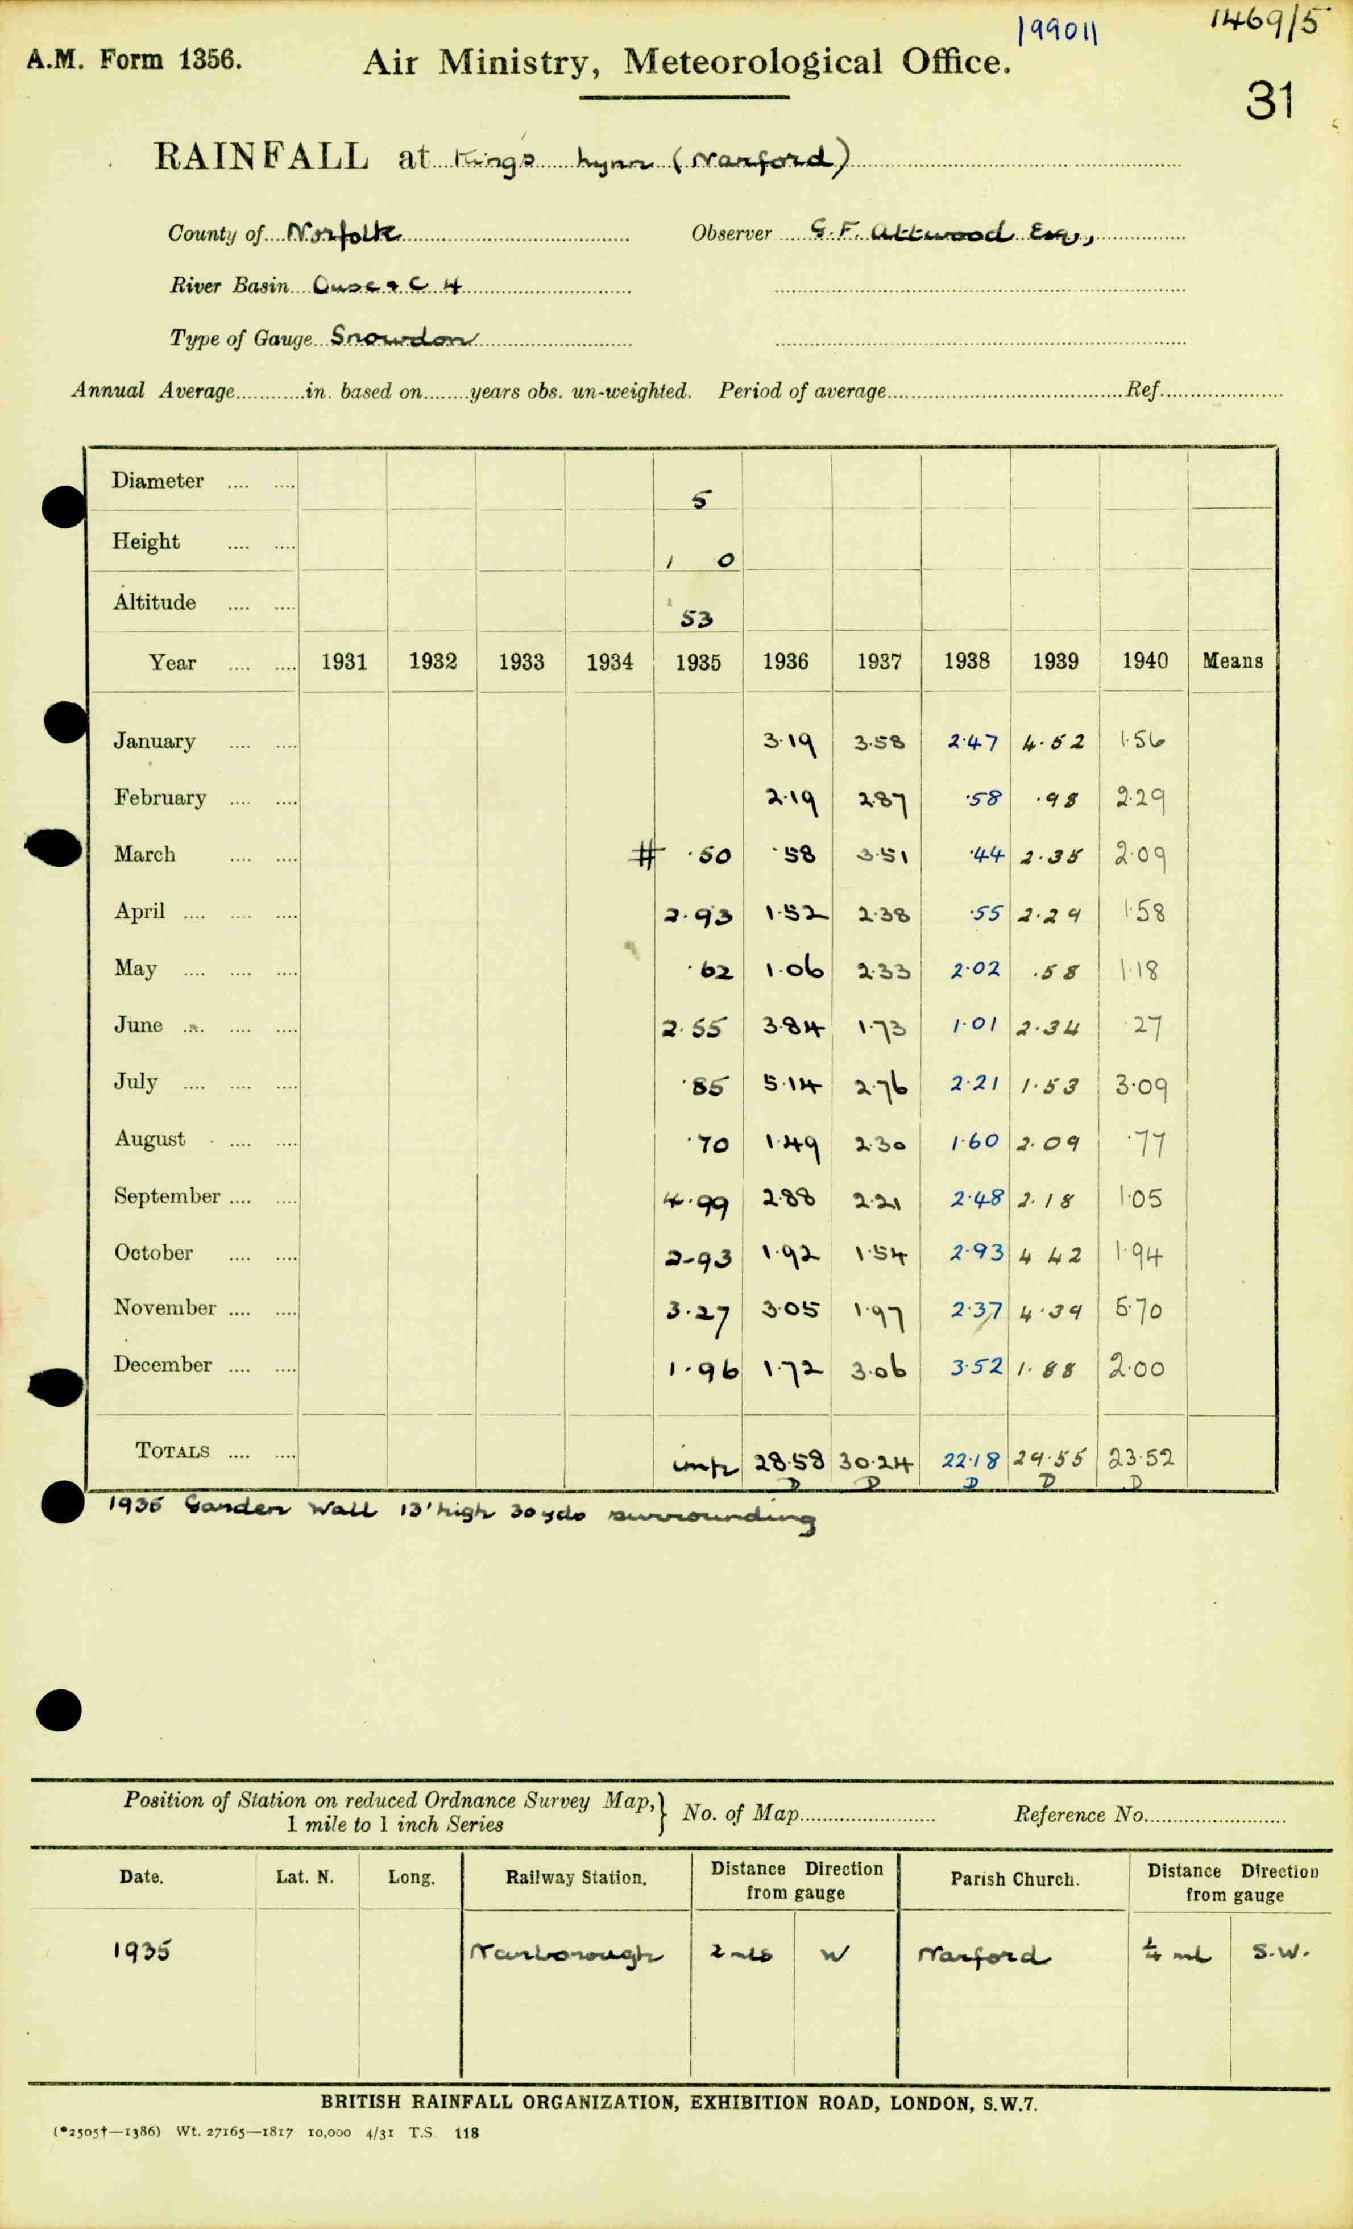 199011
1469/5
A.M. Form 1356. Air Ministry, Meteorological Office.
31
RAINFALL at King's Lynn (Narford)
County of Norfolk Observer G. F. Attwood Esq.,
River Basin Ouse & C 4
Type of Gauge Snowdon
Annual Average in. based on years obs. un-weighted. Period of average Ref.
Diameter 5
Height 1 0
Altitude 53
Year 1931 1932 1933 1934 1935 1936 1937 1938 1939 1940 Means
January 3.19 3.58 2.47 4.52 1.56
February 2.19 2.87 .58 .98 2.29
March # .50 .58 3.51 .44 2.35 2.09
April 2.93 1.52 2.38 .55 2.29 1.58
May .62 1.06 2.33 2.02 .58 1.18
June 2.55 3.84 1.73 1.01 2.34 .27
July .85 5.14 2.76 2.21 1.53 3.09
August .70 1.49 2.30 1.60 2.09 .77
September 4.99 2.88 2.21 2.48 2.18 1.05
October 2.93 1.92 1.54 2.93 4 42 1.94
November 3.27 3.05 1.97 2.37 4.39 5.70
December 1.96 1.72 3.06 3.52 1.88 2.00
TOTALS imp 28.58 30.24 22.18 29.55 23.52
D D D D D
1935 Garden Wall 13' high 30 yds surrounding
Position of Station on reduced Ordnance Survey Map,} No. of Map Reference No.
1 mile to 1 inch Series
Date. Lat. N. Long. Railway Station. Distance Direction from gauge Parish Church. Distance Direction from gauge
1935 Narborough 2 mls W Narford ¼ ml S.W.
BRITISH RAINFALL ORGANIZATION, EXHIBITION ROAD, LONDON, S.W.7.
(*2505†—1386) Wt. 27165—1817 10,000 4/31 T.S. 118